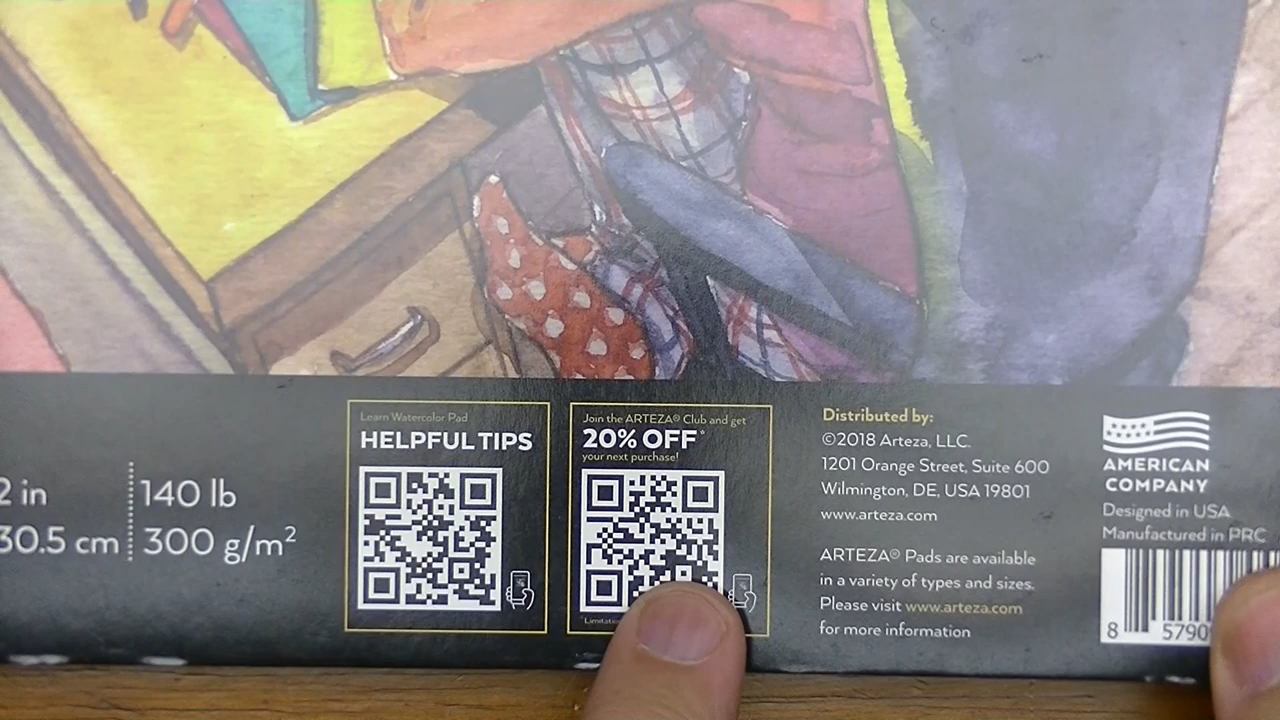 2 in
30.5 cm
140 lb
300 g/m²
Learn Watercolor Pad
HELPFUL TIPS
Join the ARTEZA® Club and get
20% OFF*
your next purchase!
Distributed by:
©2018 Arteza, LLC.
1201 Orange Street, Suite 600
Wilmington, DE, USA 19801
www.arteza.com
ARTEZA® Pads are available
in a variety of types and sizes.
Please visit www.arteza.com
for more information
AMERICAN
COMPANY
Designed in USA
Manufactured in PRC
8 5790